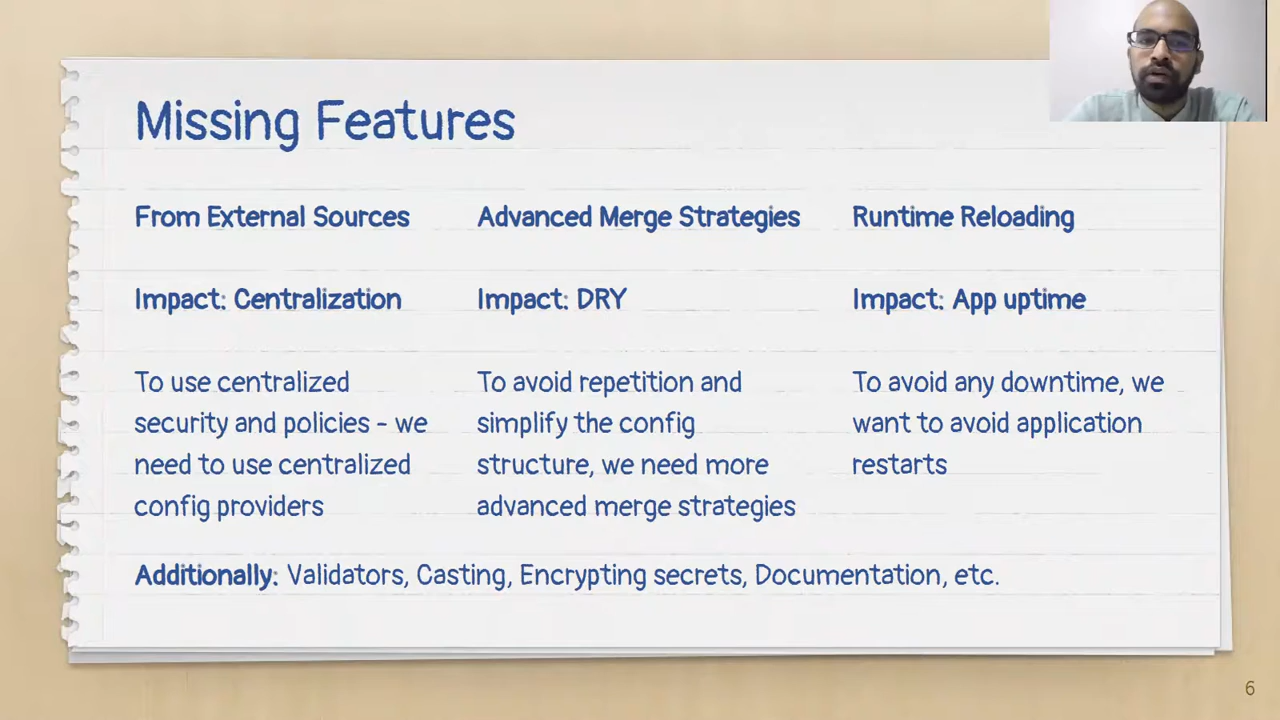 Missing Features
From External Sources
Impact: Centralization
To use centralized
security and policies - we
need to use centralized
config providers
Advanced Merge Strategies
Impact: DRY
To avoid repetition and
simplify the config
structure, we need more
advanced merge strategies
Runtime Reloading
Impact: App uptime
To avoid any downtime, we
want to avoid application
restarts
Additionally: Validators, Casting, Encrypting secrets, Documentation, etc.
6